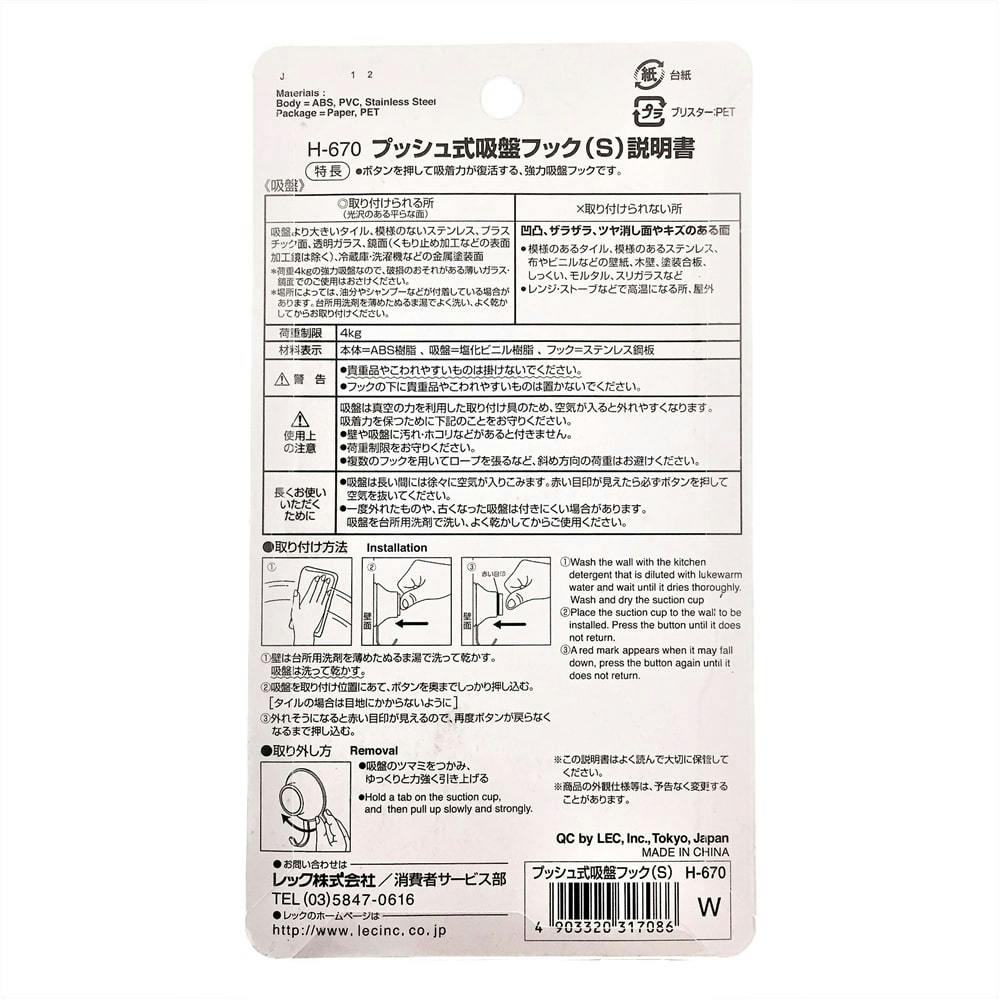 J 1 2
Materials :
Body = ABS, PVC, Stainless Steel
Package = Paper, PET
紙 台紙
プラ ブリスター:PET
H-670 プッシュ式吸盤フック(S)説明書
特長 ●ボタンを押して吸着力が復活する、強力吸盤フックです。
《吸盤》
◎取り付けられる所
(光沢のある平らな面)
×取り付けられない所
吸盤より大きいタイル、模様のないステンレス、プラス
チック面、透明ガラス、鏡面(くもり止め加工などの表面
加工鏡は除く)、冷蔵庫・洗濯機などの金属塗装面
*荷重4kgの強力吸盤なので、破損のおそれがある薄いガラス・
鏡面でのご使用はおさけください。
*場所によっては、油分やシャンプーなどが付着している場合が
あります。台所用洗剤を薄めたぬるま湯でよく洗い、よく乾か
してからお取り付けください。
凹凸、ザラザラ、ツヤ消し面やキズのある面
●模様のあるタイル、模様のあるステンレス、
布やビニルなどの壁紙、木壁、塗装合板、
しっくい、モルタル、スリガラスなど
●レンジ・ストーブなどで高温になる所、屋外
荷重制限 4kg
材料表示 本体=ABS樹脂 、吸盤=塩化ビニル樹脂 、フック=ステンレス鋼板
⚠警 告
●貴重品やこわれやすいものは掛けないでください。
●フックの下に貴重品やこわれやすいものは置かないでください。
⚠
使用上
の注意
吸盤は真空の力を利用した取り付け具のため、空気が入ると外れやすくなります。
吸着力を保つために下記のことをお守りください。
●壁や吸盤に汚れ・ホコリなどがあると付きません。
●荷重制限をお守りください。
●複数のフックを用いてロープを張るなど、斜め方向の荷重はお避けください。
長くお使い
いただく
ために
●吸盤は長い間には徐々に空気が入りこみます。赤い目印が見えたら必ずボタンを押して
空気を抜いてください。
●一度外れたものや、古くなった吸盤は付きにくい場合があります。
吸盤を台所用洗剤で洗い、よく乾かしてからご使用ください。
●取り付け方法 Installation
①
② 壁面
③ 赤い目印 壁面
①Wash the wall with the kitchen
detergent that is diluted with lukewarm
water and wait until it dries thoroughly.
Wash and dry the suction cup
②Place the suction cup to the wall to be
installed. Press the button until it does
not return.
③A red mark appears when it may fall
down, press the button again until it
does not return.
①壁は台所用洗剤を薄めたぬるま湯で洗って乾かす。
吸盤は洗って乾かす。
②吸盤を取り付け位置にあて、ボタンを奥までしっかり押し込む。
[タイルの場合は目地にかからないように]
③外れそうになると赤い目印が見えるので、再度ボタンが戻らなく
なるまで押し込む。
●取り外し方 Removal
●吸盤のツマミをつかみ、
ゆっくりと力強く引き上げる
●Hold a tab on the suction cup,
and then pull up slowly and strongly.
※この説明書はよく読んで大切に保管して
ください。
※商品の外観仕様等は、予告なく変更する
ことがあります。
QC by LEC, Inc., Tokyo, Japan
MADE IN CHINA
●お問い合わせは
レック株式会社/消費者サービス部
TEL (03)5847-0616
●レックのホームページは
http://www.lecinc.co.jp
プッシュ式吸盤フック(S) H-670
W
4 903320 317086